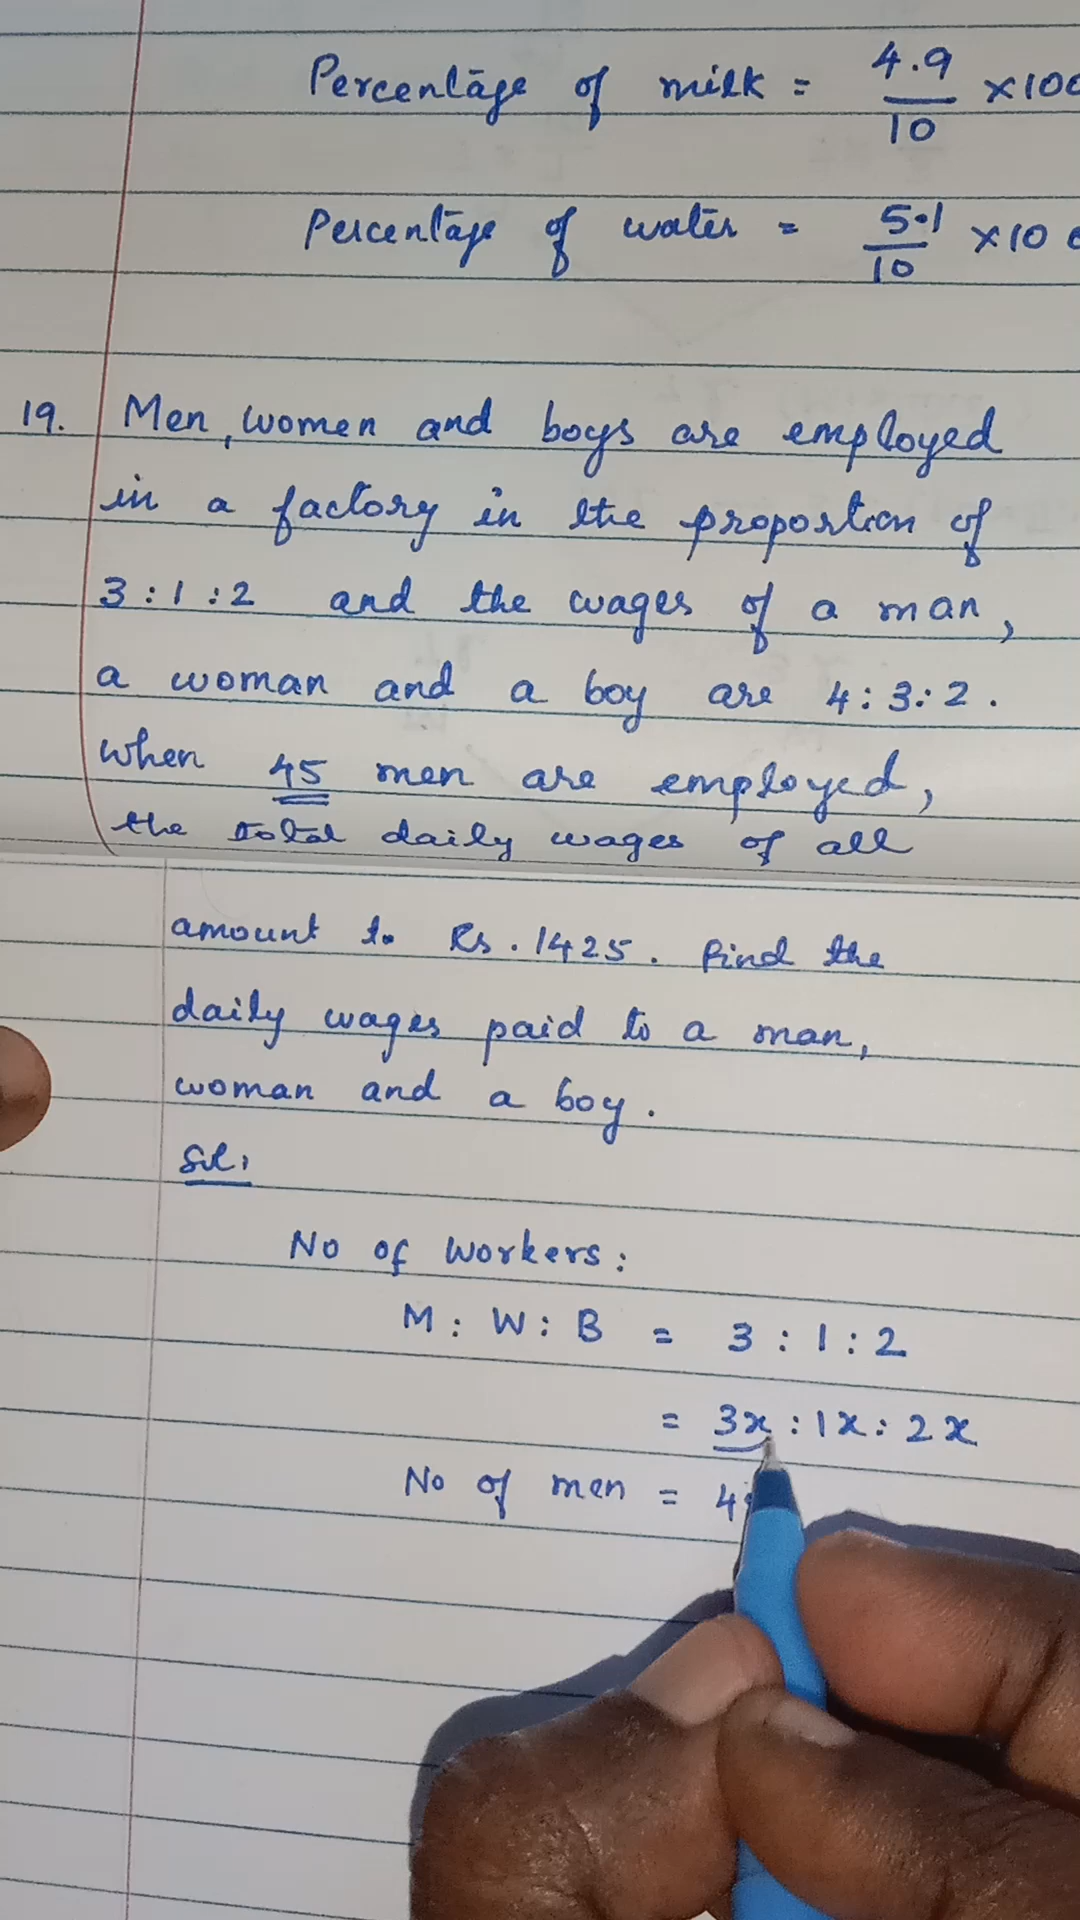 Percentage of milk = 4.9/10 ×100
Percentage of water = 5.1/10 ×100
19. Men, women and boys are employed
in a factory in the proportion of
3:1:2 and the wages of a man,
a woman and a boy are 4:3:2.
When 45 men are employed,
the total daily wages of all
amount to Rs. 1425. Find the
daily wages paid to a man,
woman and a boy.
Sol:
No of workers:
M: W: B = 3:1:2
= 3x:1x:2x
No of men =